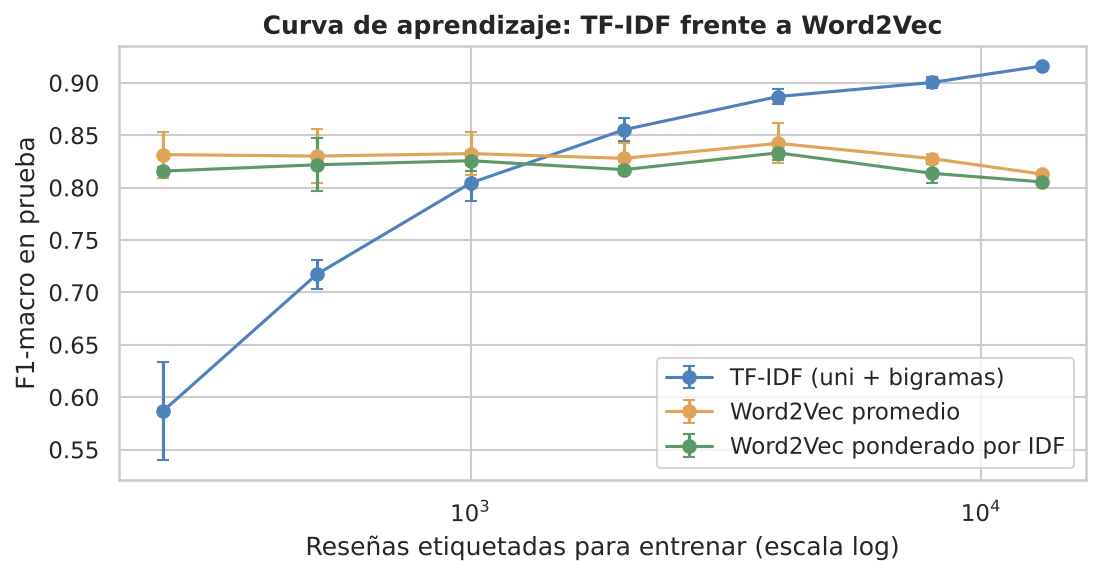 Curva de aprendizaje: TF-IDF frente a Word2Vec
F1-macro en prueba
0.90
0.85
0.80
0.75
0.70
0.65
0.60
0.55
TF-IDF (uni + bigramas)
Word2Vec promedio
Word2Vec ponderado por IDF
10³
10⁴
Reseñas etiquetadas para entrenar (escala log)